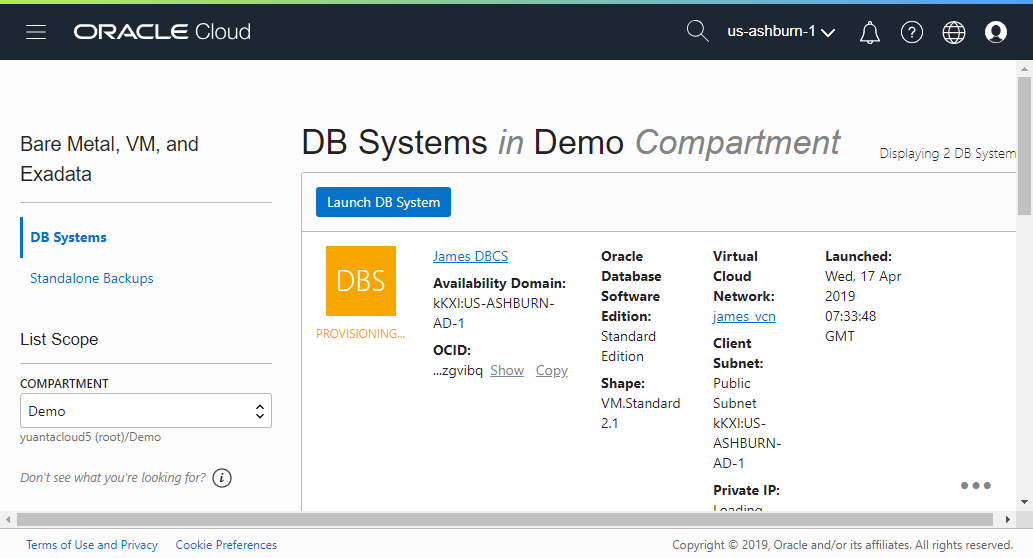 ORACLE Cloud
us-ashburn-1
Bare Metal, VM, and
Exadata
DB Systems
Standalone Backups
List Scope
COMPARTMENT
Demo
yuantacloud5 (root)/Demo
Don't see what you're looking for?
DB Systems in Demo Compartment
Displaying 2 DB System
Launch DB System
DBS
PROVISIONING...
James DBCS
Availability Domain:
kKXI:US-ASHBURN-
AD-1
OCID:
...zgvibq Show Copy
Oracle
Database
Software
Edition:
Standard
Edition
Shape:
VM.Standard
2.1
Virtual
Cloud
Network:
james_vcn
Client
Subnet:
Public
Subnet
kKXI:US-
ASHBURN-
AD-1
Private IP:
Loading
Launched:
Wed, 17 Apr
2019
07:33:48
GMT
Terms of Use and Privacy Cookie Preferences
Copyright © 2019, Oracle and/or its affiliates. All rights reserved.